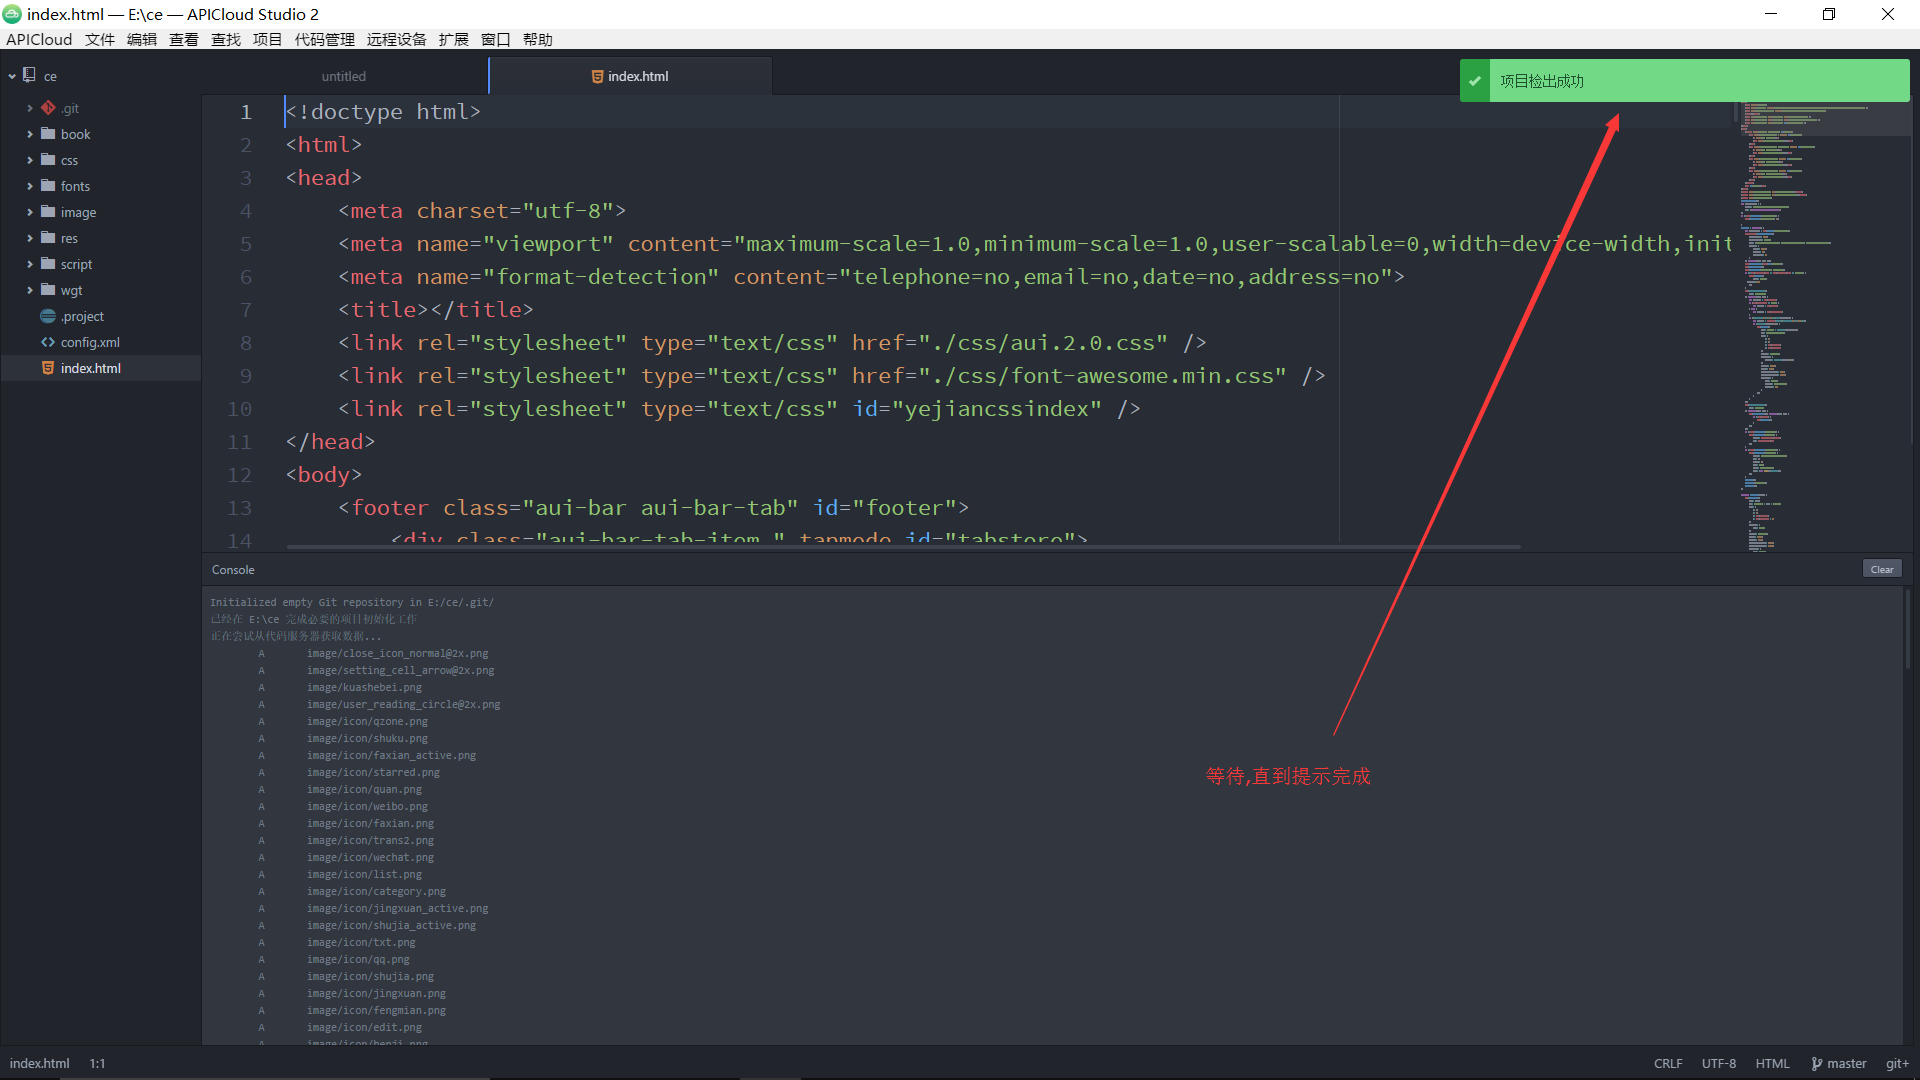 index.html — E:\ce — APICloud Studio 2
APICloud 文件 编辑 查看 查找 项目 代码管理 远程设备 扩展 窗口 帮助
ce
.git
book
css
fonts
image
res
script
wgt
.project
config.xml
index.html
untitled
index.html
项目检出成功
1 <!doctype html>
2 <html>
3 <head>
4 <meta charset="utf-8">
5 <meta name="viewport" content="maximum-scale=1.0,minimum-scale=1.0,user-scalable=0,width=device-width,init
6 <meta name="format-detection" content="telephone=no,email=no,date=no,address=no">
7 <title></title>
8 <link rel="stylesheet" type="text/css" href="./css/aui.2.0.css" />
9 <link rel="stylesheet" type="text/css" href="./css/font-awesome.min.css" />
10 <link rel="stylesheet" type="text/css" id="yejiancssindex" />
11 </head>
12 <body>
13 <footer class="aui-bar aui-bar-tab" id="footer">
14 <div class="aui-bar-tab-item " tapmode id="tabstore">
Console
Clear
Initialized empty Git repository in E:/ce/.git/
已经在 E:\ce 完成必要的项目初始化工作
正在尝试从代码服务器获取数据...
A image/close_icon_normal@2x.png
A image/setting_cell_arrow@2x.png
A image/kuashebei.png
A image/user_reading_circle@2x.png
A image/icon/qzone.png
A image/icon/shuku.png
A image/icon/faxian_active.png
A image/icon/starred.png
A image/icon/quan.png
A image/icon/weibo.png
A image/icon/faxian.png
A image/icon/trans2.png
A image/icon/wechat.png
A image/icon/list.png
A image/icon/category.png
A image/icon/jingxuan_active.png
A image/icon/shujia_active.png
A image/icon/txt.png
A image/icon/qq.png
A image/icon/shujia.png
A image/icon/jingxuan.png
A image/icon/fengmian.png
A image/icon/edit.png
等待,直到提示完成
index.html 1:1
CRLF UTF-8 HTML master git+